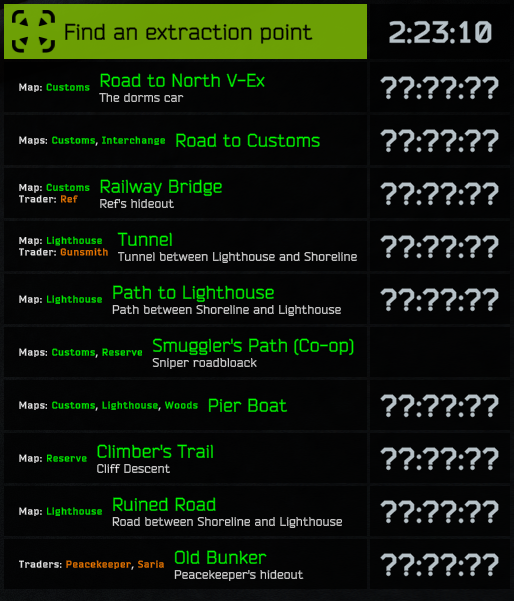 Find an extraction point 2:23:10
Map: Customs Road to North V-Ex ??:??:??
The dorms car
Maps: Customs, Interchange Road to Customs ??:??:??
Map: Customs Railway Bridge ??:??:??
Trader: Ref Ref's hideout
Map: Lighthouse Tunnel ??:??:??
Trader: Gunsmith Tunnel between Lighthouse and Shoreline
Map: Lighthouse Path to Lighthouse ??:??:??
Path between Shoreline and Lighthouse
Maps: Customs, Reserve Smuggler's Path (Co-op)
Sniper roadbloack
Maps: Customs, Lighthouse, Woods Pier Boat ??:??:??
Map: Reserve Climber's Trail ??:??:??
Cliff Descent
Map: Lighthouse Ruined Road ??:??:??
Road between Shoreline and Lighthouse
Traders: Peacekeeper, Saria Old Bunker ??:??:??
Peacekeeper's hideout